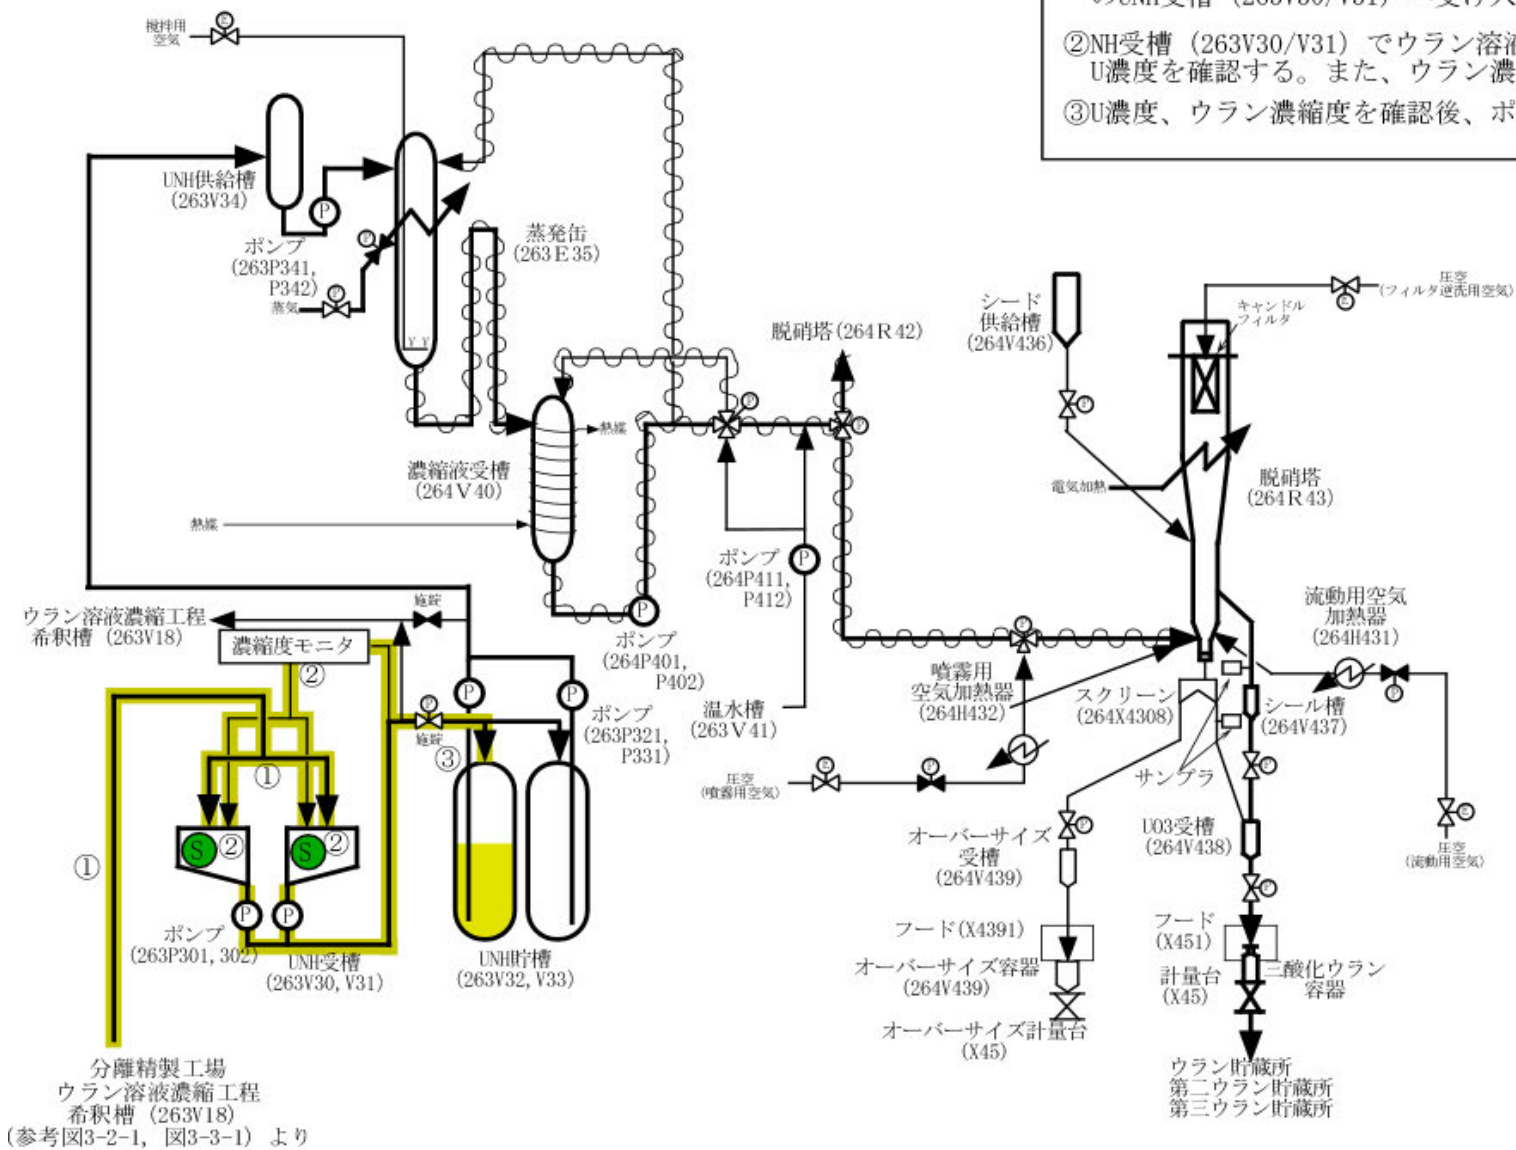 ②NH受槽（263V30/V31）でウラン溶液
U濃度を確認する。また、ウラン濃
③U濃度、ウラン濃縮度を確認後、ポ
撹拌用
空気
UNH供給槽
(263V34)
P
ポンプ
(263P341,
P342)
蒸気
P
P
蒸発缶
(263E35)
濃縮液受槽
(264V40)
熱媒
熱媒
P
ポンプ
(264P401,
P402)
脱硝塔(264R42)
P
P
P
ポンプ
(264P411,
P412)
温水槽
(263V41)
シード
供給槽
(264V436)
P
圧空
(フィルタ逆洗用空気)
キャンドル
フィルタ
電気加熱
脱硝塔
(264R43)
流動用空気
加熱器
(264H431)
P
圧空
(流動用空気)
噴霧用
空気加熱器
(264H432)
P
圧空
(噴霧用空気)
P
スクリーン
(264X4308)
シール槽
(264V437)
サンプラ
P
UO3受槽
(264V438)
P
オーバーサイズ
受槽
(264V439)
P
フード(X4391)
オーバーサイズ容器
(264V439)
オーバーサイズ計量台
(X45)
フード
(X451)
計量台
(X45)
三酸化ウラン
容器
ウラン貯蔵所
第二ウラン貯蔵所
第三ウラン貯蔵所
ウラン溶液濃縮工程
希釈槽（263V18）
施錠
濃縮度モニタ
②
①
①
S
②
S
②
P
P
ポンプ
(263P301,302)
UNH受槽
(263V30,V31)
P
施錠
③
P
P
ポンプ
(263P321,
P331)
UNH貯槽
(263V32,V33)
分離精製工場
ウラン溶液濃縮工程
希釈槽（263V18）
(参考図3-2-1, 図3-3-1）より